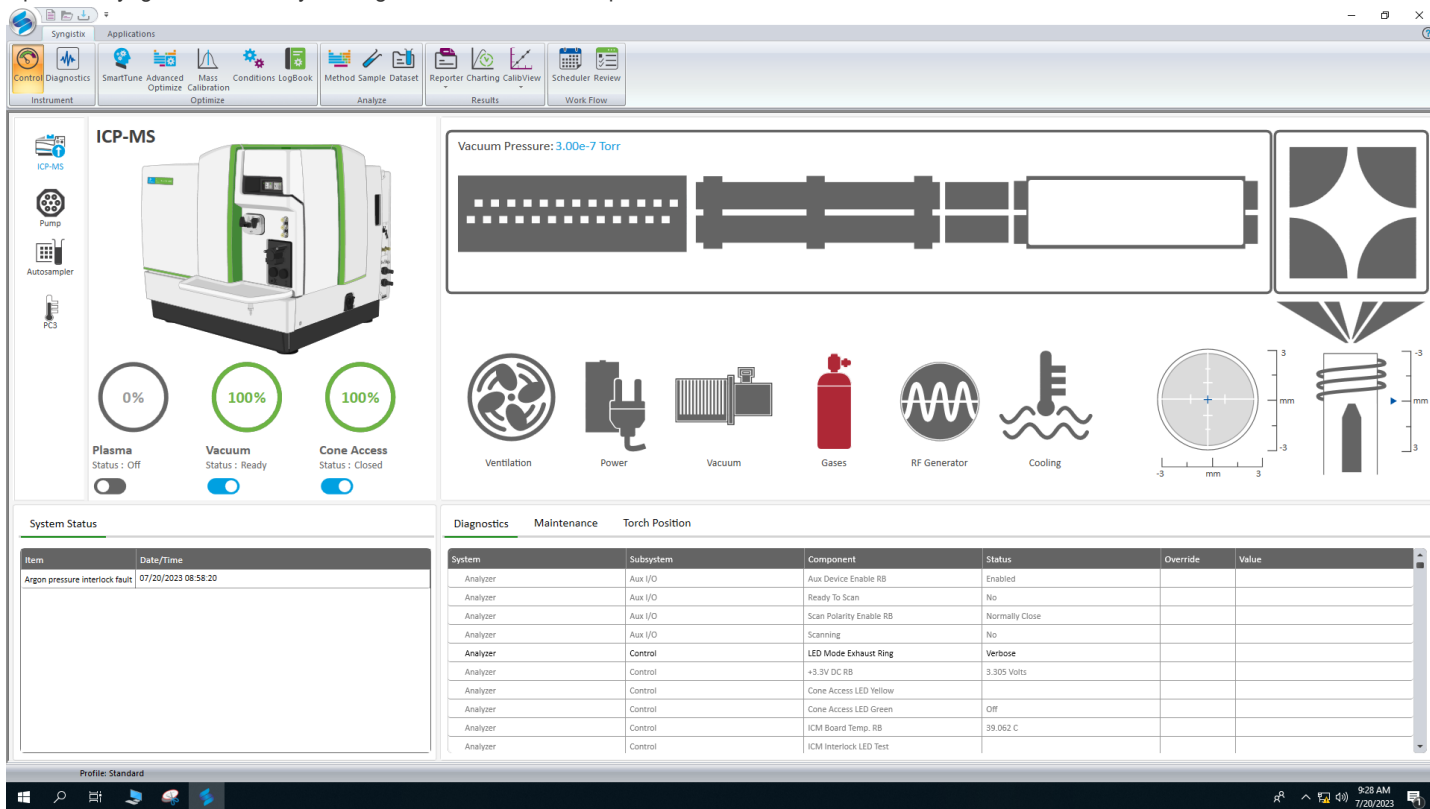 Syngistix Applications
Control Diagnostics SmartTune Advanced Optimize Mass Calibration Conditions LogBook Method Sample Dataset Reporter Charting CalibView Scheduler Review
Instrument Optimize Analyze Results Work Flow
ICP-MS
Pump
Autosampler
PC3
ICP-MS
0%
100%
100%
Plasma
Status : Off
Vacuum
Status : Ready
Cone Access
Status : Closed
Vacuum Pressure: 3.00e-7 Torr
Ventilation Power Vacuum Gases RF Generator Cooling
3
mm
-3
-3 mm 3
-3
mm
3
System Status
Item Date/Time
Argon pressure interlock fault 07/20/2023 08:58:20
Diagnostics Maintenance Torch Position
System Subsystem Component Status Override Value
Analyzer Aux I/O Aux Device Enable RB Enabled
Analyzer Aux I/O Ready To Scan No
Analyzer Aux I/O Scan Polarity Enable RB Normally Close
Analyzer Aux I/O Scanning No
Analyzer Control LED Mode Exhaust Ring Verbose
Analyzer Control +3.3V DC RB 3.305 Volts
Analyzer Control Cone Access LED Yellow
Analyzer Control Cone Access LED Green Off
Analyzer Control ICM Board Temp. RB 39.062 C
Analyzer Control ICM Interlock LED Test
Profile: Standard
9:28 AM
7/20/2023